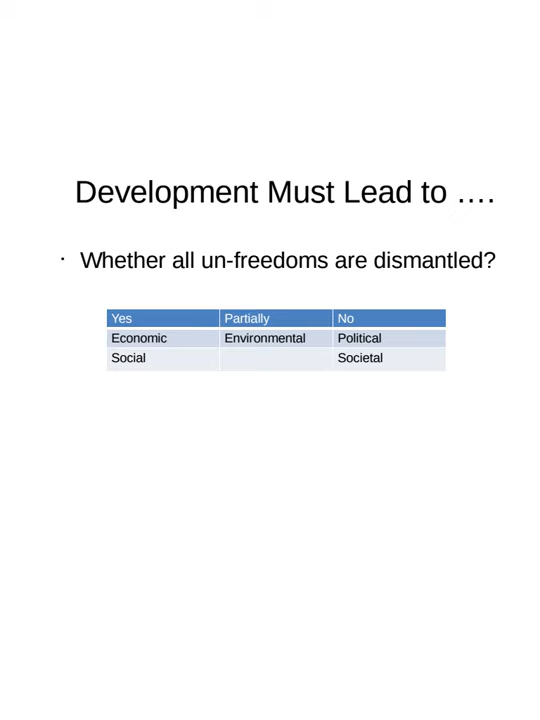 Development Must Lead to ….
· Whether all un-freedoms are dismantled?
Yes Partially No
Economic Environmental Political
Social Societal